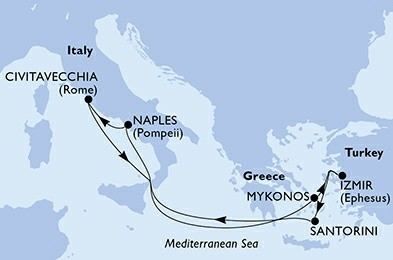 Italy
CIVITAVECCHIA
(Rome)
NAPLES
(Pompeii)
Greece
MYKONOS
Turkey
IZMIR
(Ephesus)
SANTORINI
Mediterranean Sea